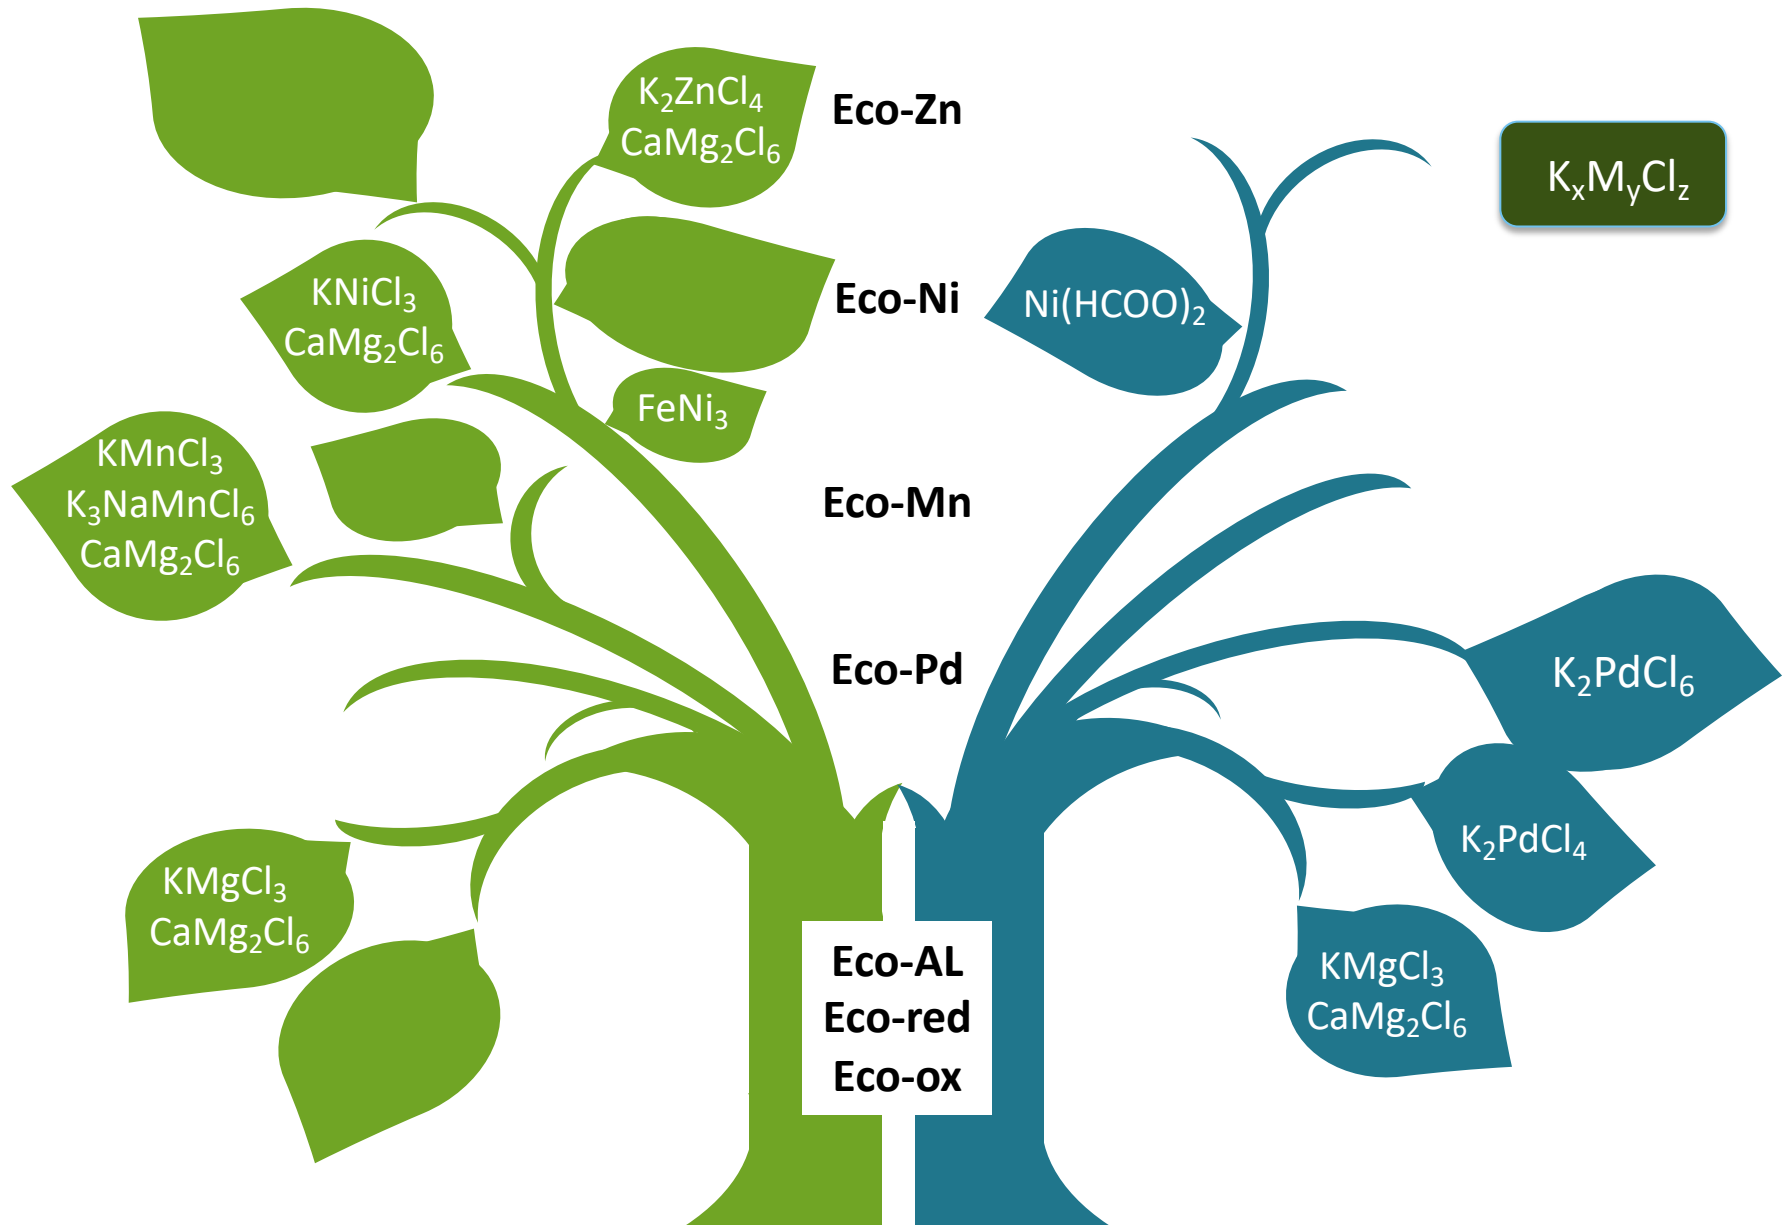 K₂ZnCl₄
CaMg₂Cl₆
Eco-Zn
KₓMᵧCl_z
KNiCl₃
CaMg₂Cl₆
Eco-Ni
Ni(HCOO)₂
FeNi₃
KMnCl₃
K₃NaMnCl₆
CaMg₂Cl₆
Eco-Mn
Eco-Pd
K₂PdCl₆
K₂PdCl₄
KMgCl₃
CaMg₂Cl₆
Eco-AL
Eco-red
Eco-ox
KMgCl₃
CaMg₂Cl₆